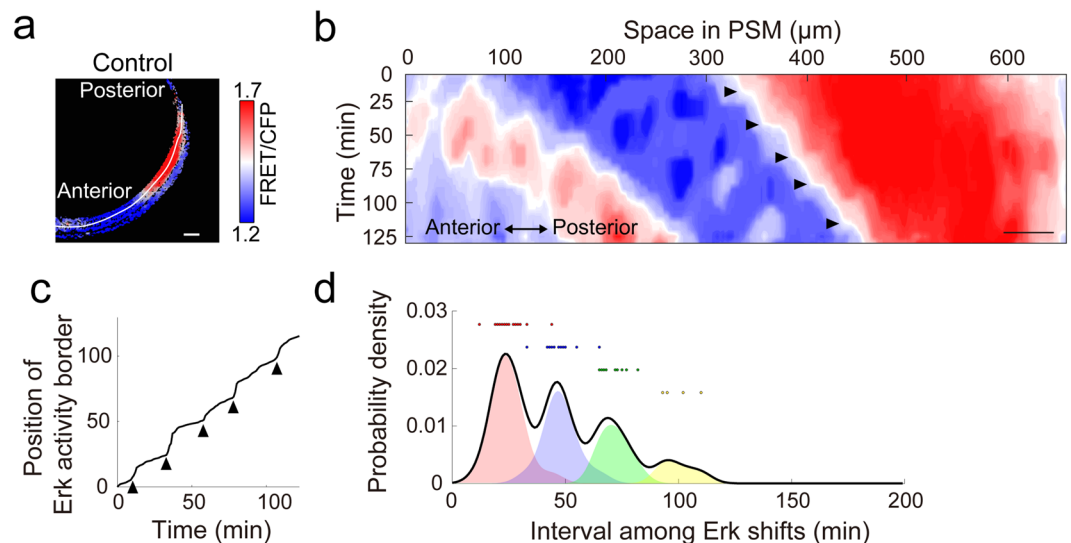 a
Control
Posterior
Anterior
1.7
FRET/CFP
1.2
b
Space in PSM (µm)
0 100 200 300 400 500 600
Time (min)
0
25
50
75
100
125
Anterior Posterior
c
Position of
Erk activity border
100
50
0
0 50 100
Time (min)
d
Probability density
0.03
0.02
0.01
0
0 50 100 150 200
Interval among Erk shifts (min)